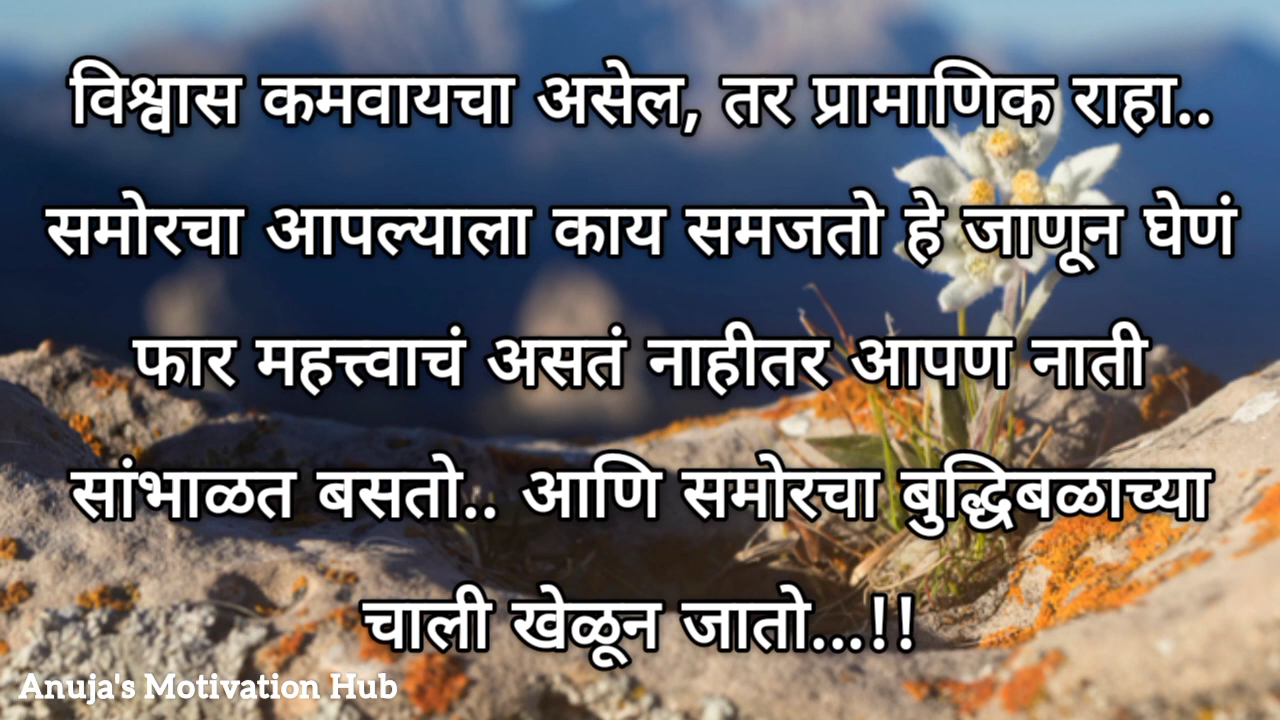 विश्वास कमवायचा असेल, तर प्रामाणिक राहा..
समोरचा आपल्याला काय समजतो हे जाणून घेणं
फार महत्त्वाचं असतं नाहीतर आपण नाती
सांभाळत बसतो.. आणि समोरचा बुद्धिबळाच्या
चाली खेळून जातो...!!
Anuja's Motivation Hub